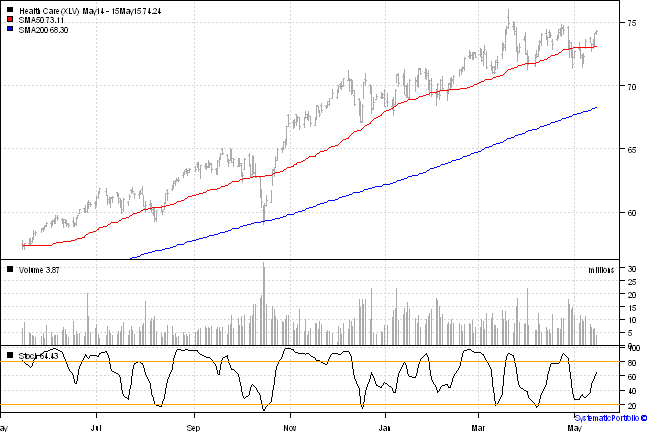 Health Care (XLV) May14 - 15May15 74.24
SMA50 73.11
SMA200 68.30
75
70
65
60
Volume 3.87
millions
30
25
20
15
10
5
0
Stoch 64.43
80
60
40
20
Jul
Sep
Nov
Jan
Mar
May
SystematicPortfolio ©